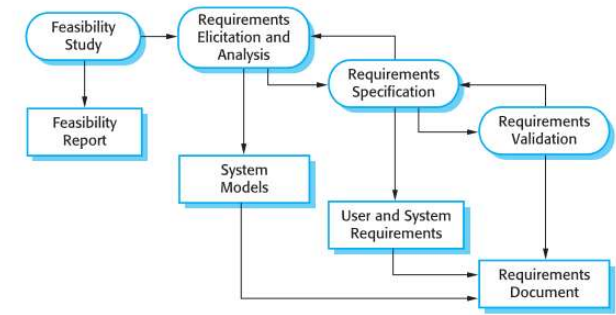 Feasibility
Study
Requirements
Elicitation and
Analysis
Requirements
Specification
Requirements
Validation
Feasibility
Report
System
Models
User and System
Requirements
Requirements
Document